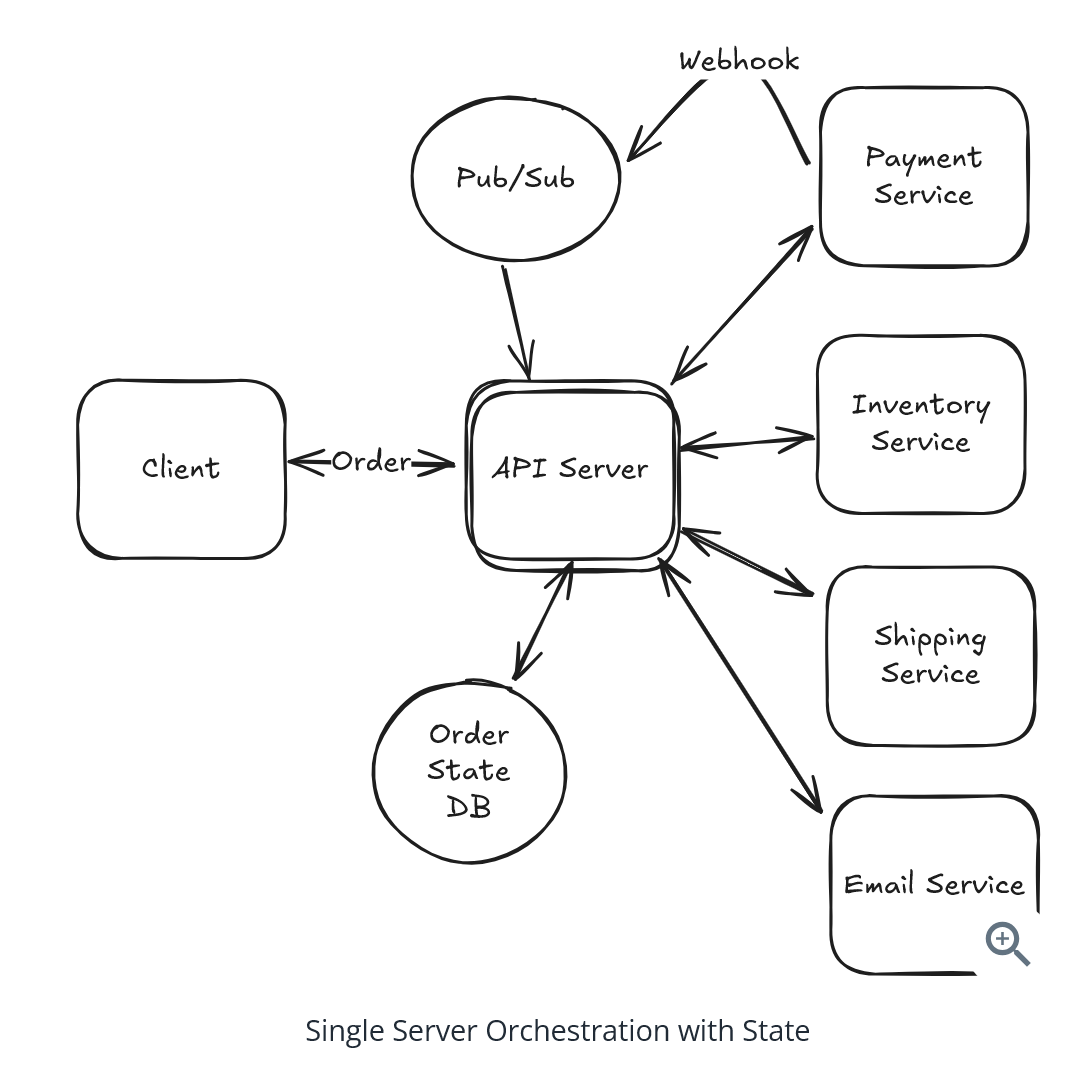 Webhook
Pub/Sub
Payment
Service
Client
Order
API Server
Inventory
Service
Order
State
DB
Shipping
Service
Email Service
Single Server Orchestration with State